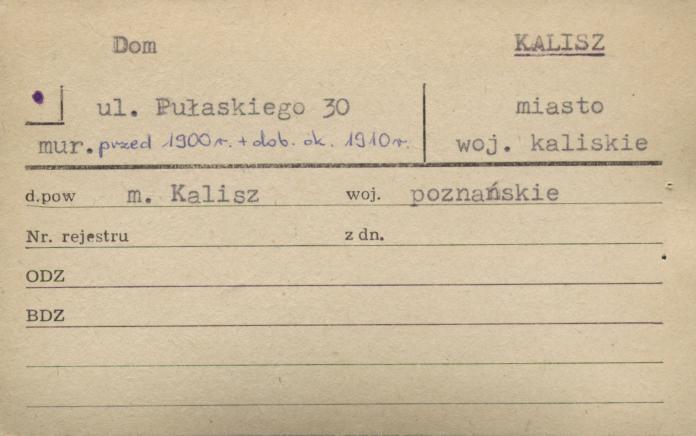 Dom KALISZ
ul. Pułaskiego 30 miasto
mur. przed 1900 r. + dob. ok. 1910 r. woj. kaliskie
d.pow m. Kalisz woj. poznańskie
Nr. rejestru z dn.
ODZ
BDZ